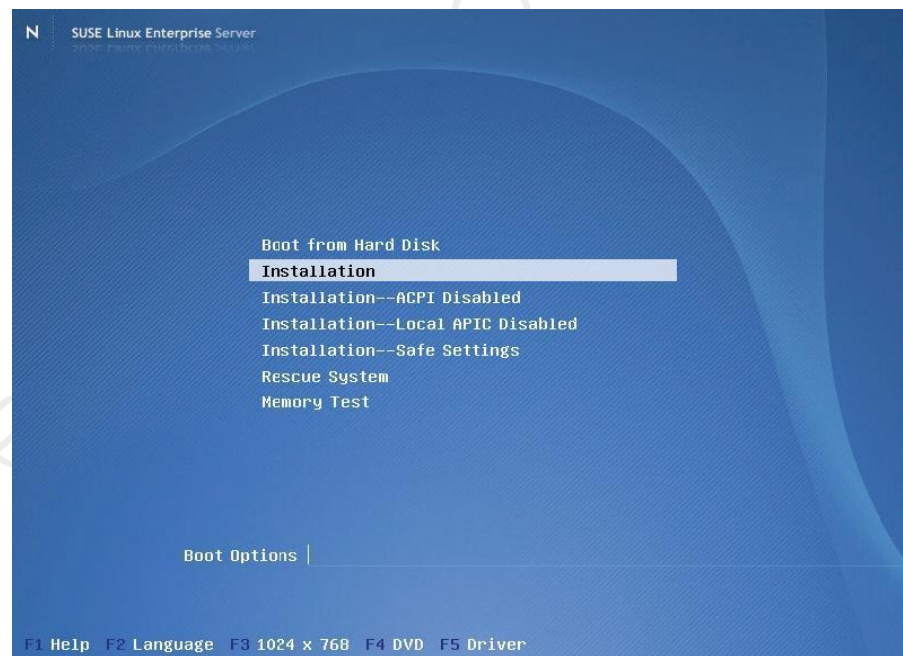 N SUSE Linux Enterprise Server
Boot from Hard Disk
Installation
Installation--ACPI Disabled
Installation--Local APIC Disabled
Installation--Safe Settings
Rescue System
Memory Test
Boot Options
F1 Help F2 Language F3 1024 x 768 F4 DVD F5 Driver